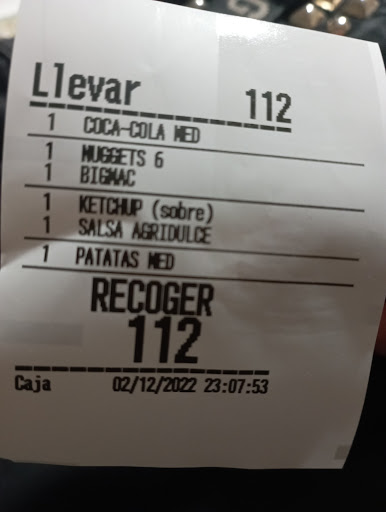 Llevar 112
1 COCA-COLA MED
1 NUGGETS 6
1 BIGMAC
1 KETCHUP (sobre)
1 SALSA AGRIDULCE
1 PATATAS MED
RECOGER
112
Caja 02/12/2022 23:07:53